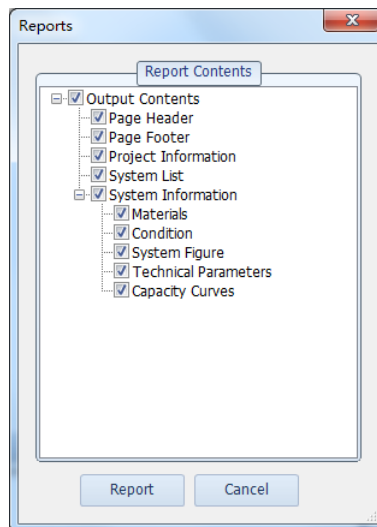 Reports
Report Contents
Output Contents
Page Header
Page Footer
Project Information
System List
System Information
Materials
Condition
System Figure
Technical Parameters
Capacity Curves
Report
Cancel